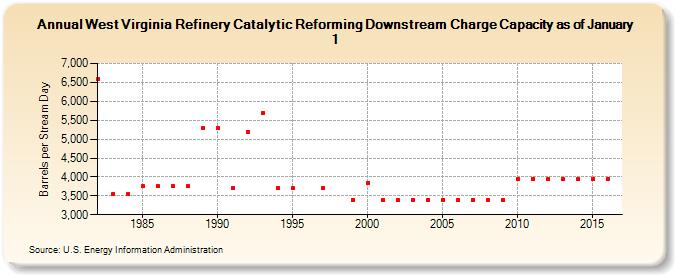 Annual West Virginia Refinery Catalytic Reforming Downstream Charge Capacity as of January
1
Barrels per Stream Day
7,000
6,500
6,000
5,500
5,000
4,500
4,000
3,500
3,000
1985 1990 1995 2000 2005 2010 2015
Source: U.S. Energy Information Administration